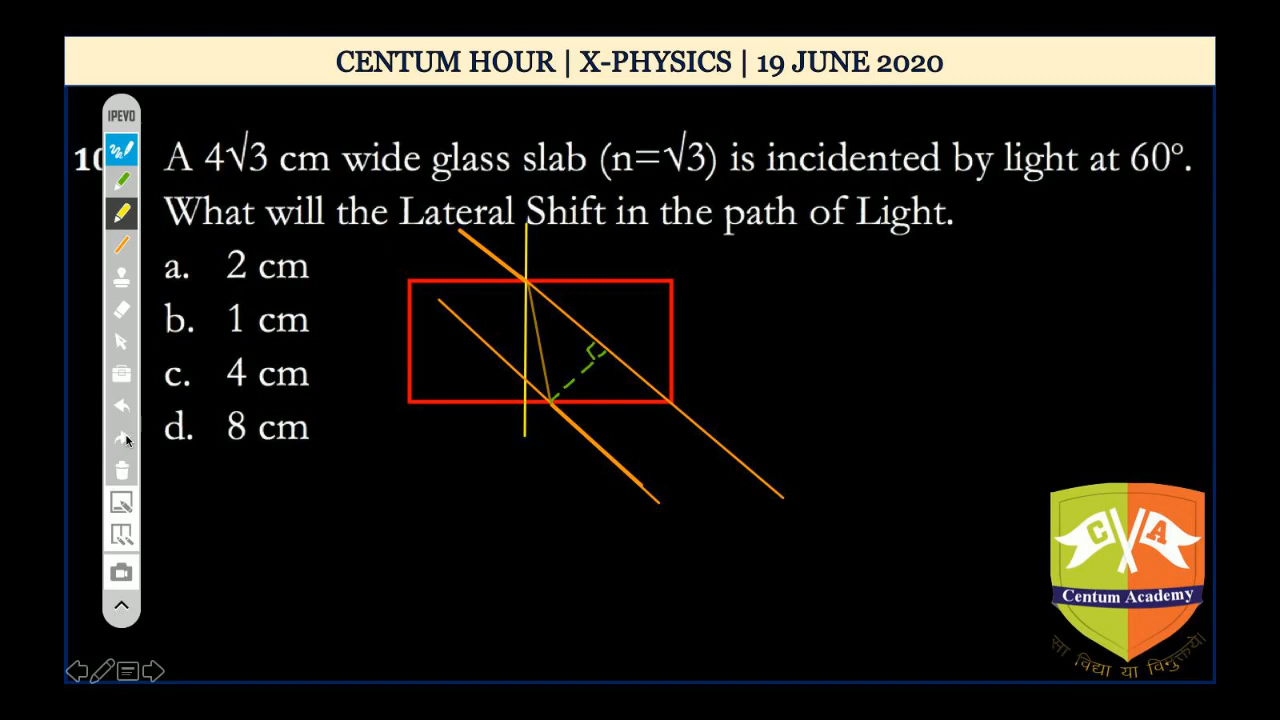 CENTUM HOUR | X-PHYSICS | 19 JUNE 2020
IPEVO
10
A 4√3 cm wide glass slab (n=√3) is incidented by light at 60°.
What will the Lateral Shift in the path of Light.
a. 2 cm
b. 1 cm
c. 4 cm
d. 8 cm
C A
Centum Academy
सा विद्या या विमुक्तये।